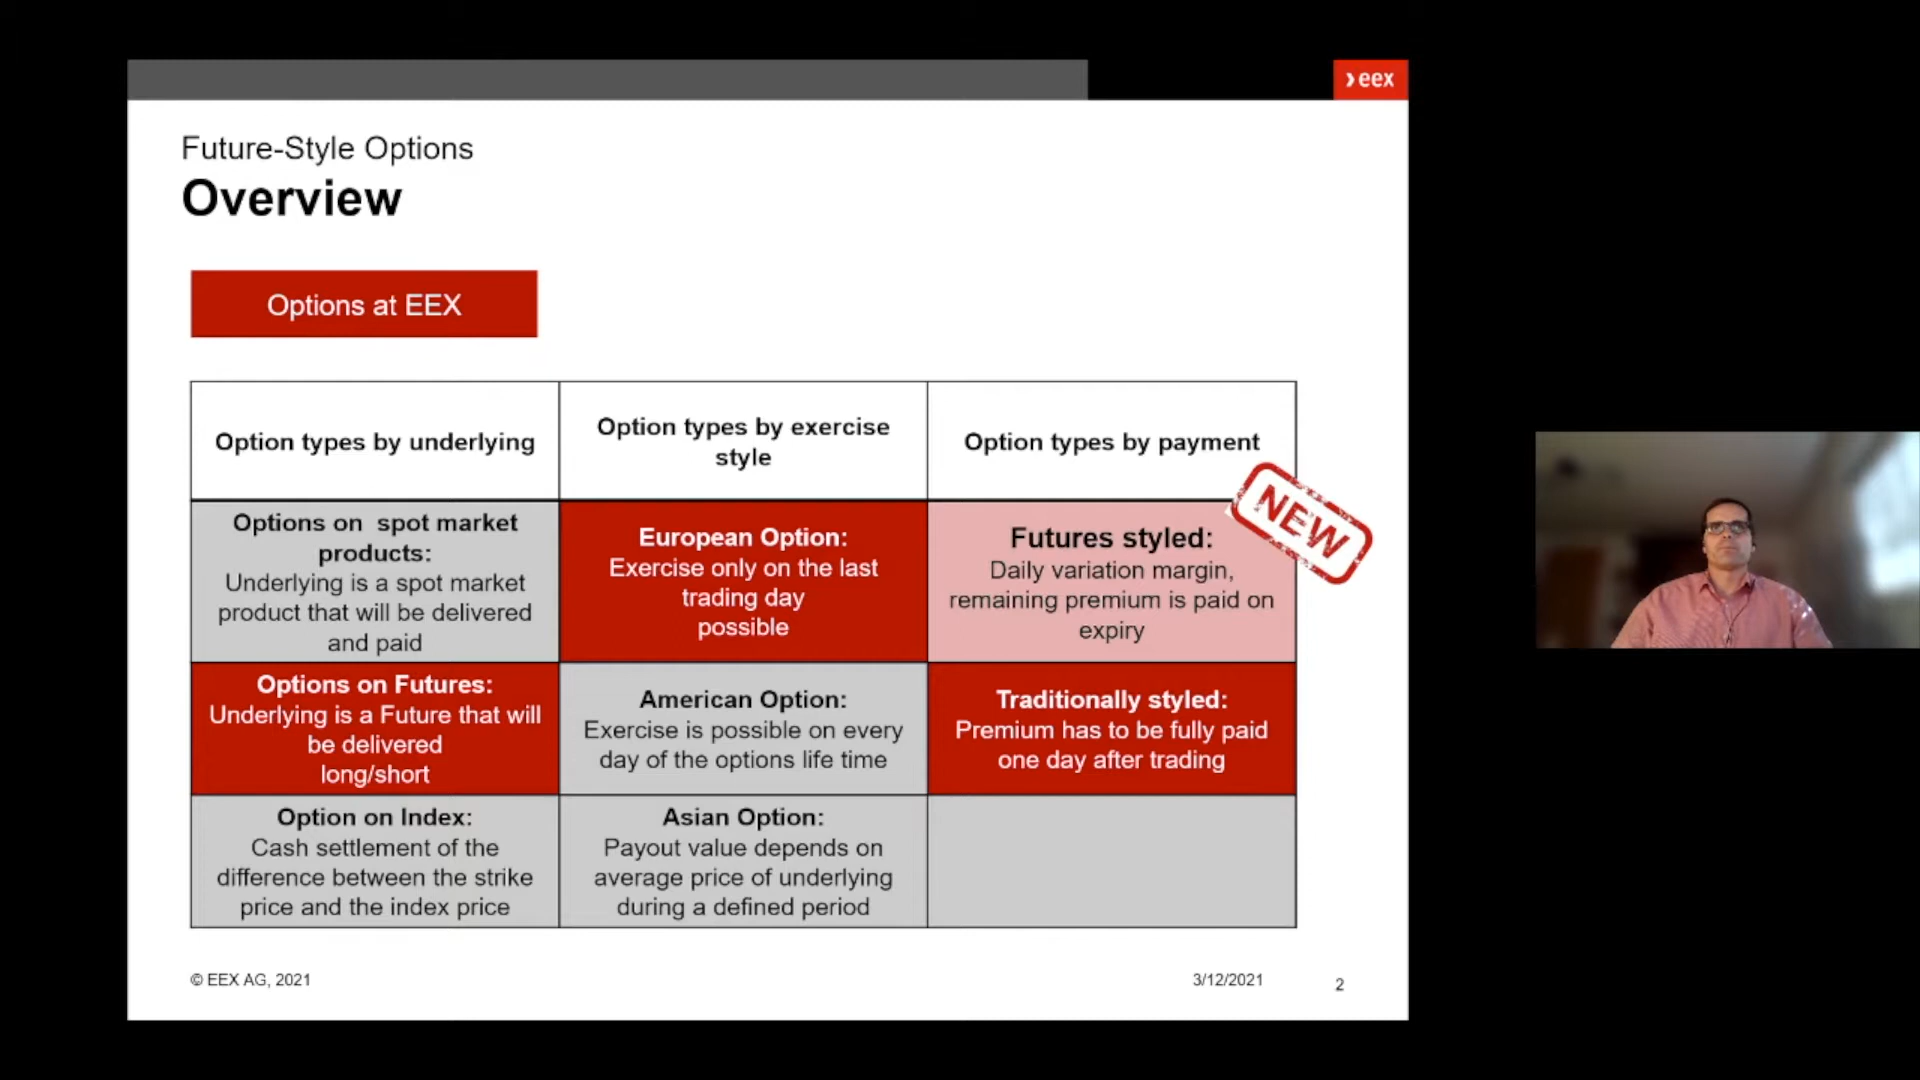 ›eex
Future-Style Options
Overview
Options at EEX
Option types by underlying
Option types by exercise
style
Option types by payment
NEW
Options on spot market
products:
Underlying is a spot market
product that will be delivered
and paid
European Option:
Exercise only on the last
trading day
possible
Futures styled:
Daily variation margin,
remaining premium is paid on
expiry
Options on Futures:
Underlying is a Future that will
be delivered
long/short
American Option:
Exercise is possible on every
day of the options life time
Traditionally styled:
Premium has to be fully paid
one day after trading
Option on Index:
Cash settlement of the
difference between the strike
price and the index price
Asian Option:
Payout value depends on
average price of underlying
during a defined period
© EEX AG, 2021
3/12/2021
2